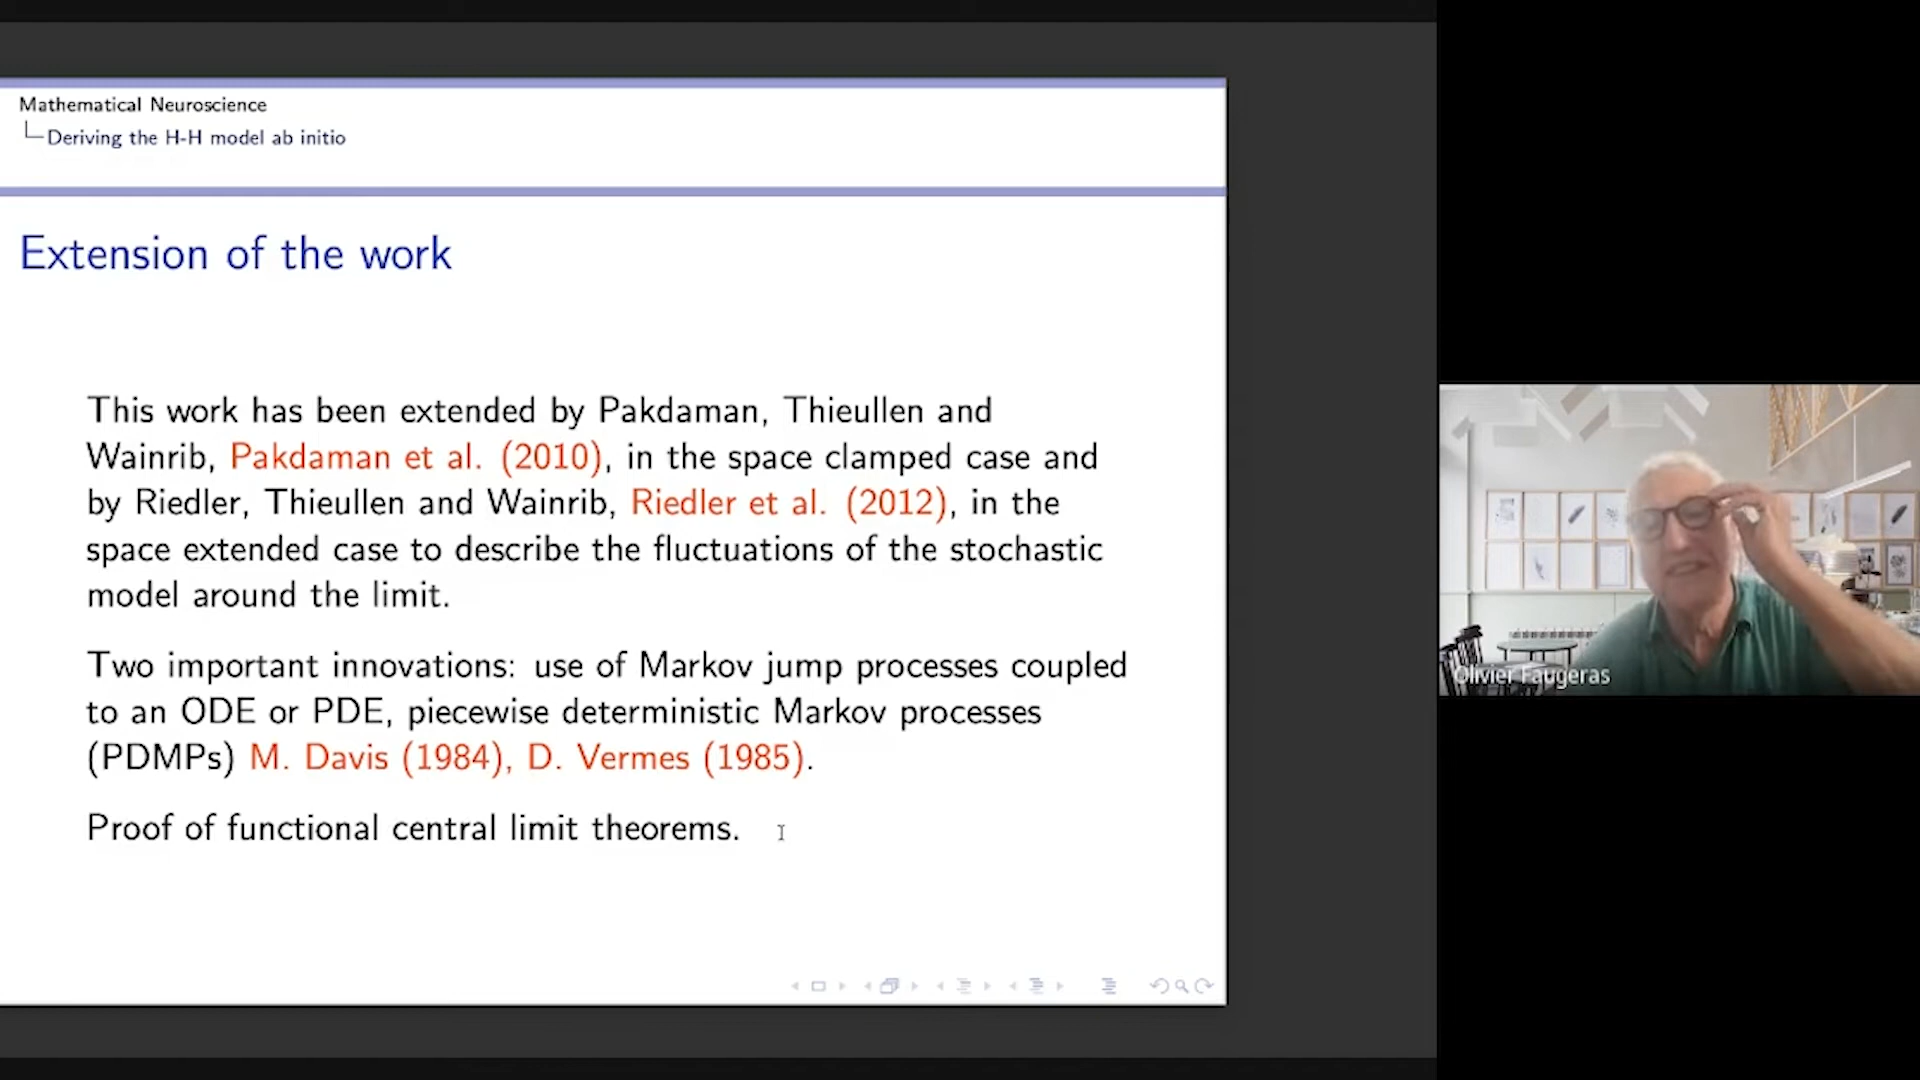 Mathematical Neuroscience
Deriving the H-H model ab initio
Extension of the work
This work has been extended by Pakdaman, Thieullen and
Wainrib, Pakdaman et al. (2010), in the space clamped case and
by Riedler, Thieullen and Wainrib, Riedler et al. (2012), in the
space extended case to describe the fluctuations of the stochastic
model around the limit.
Two important innovations: use of Markov jump processes coupled
to an ODE or PDE, piecewise deterministic Markov processes
(PDMPs) M. Davis (1984), D. Vermes (1985).
Proof of functional central limit theorems.
Olivier Faugeras